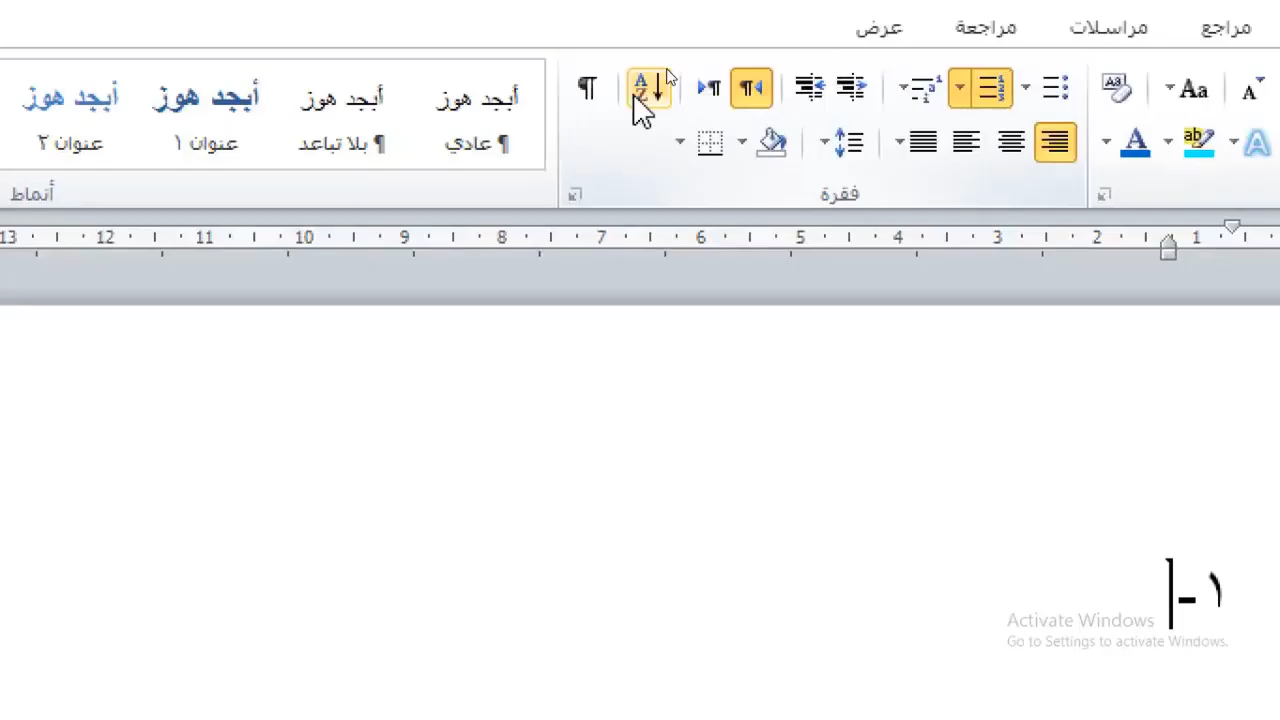 مراجع مراسلات مراجعة عرض
أبجد هوز أبجد هوز أبجد هوز أبجد هوز
¶ عادي ¶ بلا تباعد عنوان ١ عنوان ٢
فقرة أنماط
13 12 11 10 9 8 7 6 5 4 3 2 1
١-
Activate Windows
Go to Settings to activate Windows.